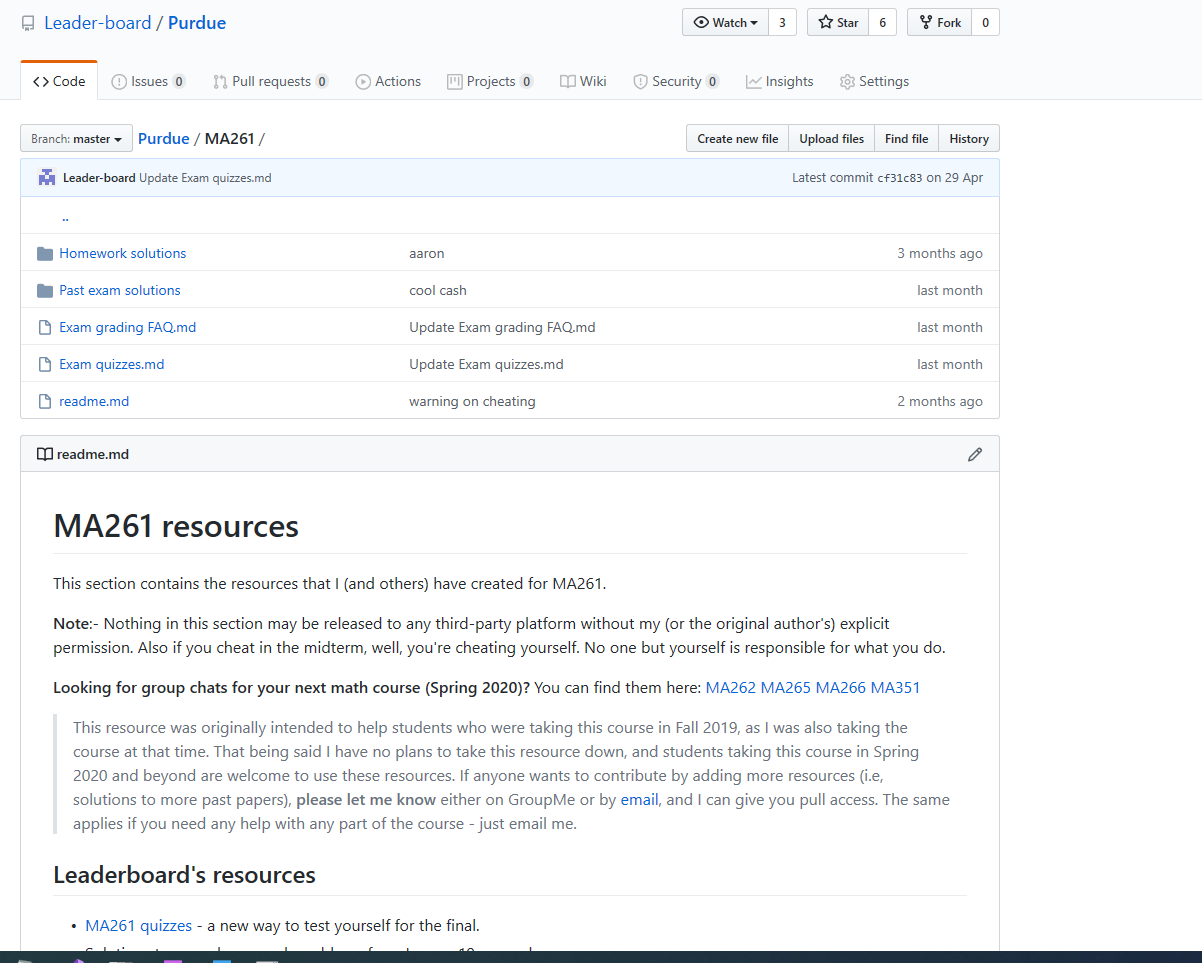 Leader-board / Purdue
Watch 3 Star 6 Fork 0
Code Issues 0 Pull requests 0 Actions Projects 0 Wiki Security 0 Insights Settings
Branch: master Purdue / MA261 / Create new file Upload files Find file History
Leader-board Update Exam quizzes.md Latest commit cf31c83 on 29 Apr
..
Homework solutions aaron 3 months ago
Past exam solutions cool cash last month
Exam grading FAQ.md Update Exam grading FAQ.md last month
Exam quizzes.md Update Exam quizzes.md last month
readme.md warning on cheating 2 months ago
readme.md
MA261 resources
This section contains the resources that I (and others) have created for MA261.
Note:- Nothing in this section may be released to any third-party platform without my (or the original author's) explicit
permission. Also if you cheat in the midterm, well, you're cheating yourself. No one but yourself is responsible for what you do.
Looking for group chats for your next math course (Spring 2020)? You can find them here: MA262 MA265 MA266 MA351
This resource was originally intended to help students who were taking this course in Fall 2019, as I was also taking the
course at that time. That being said I have no plans to take this resource down, and students taking this course in Spring
2020 and beyond are welcome to use these resources. If anyone wants to contribute by adding more resources (i.e,
solutions to more past papers), please let me know either on GroupMe or by email, and I can give you pull access. The same
applies if you need any help with any part of the course - just email me.
Leaderboard's resources
• MA261 quizzes - a new way to test yourself for the final.